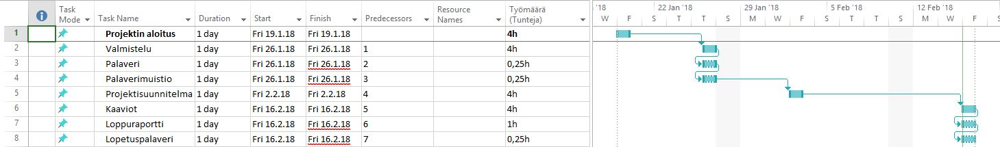 Task Mode Task Name Duration Start Finish Predecessors Resource Names Työmäärä (Tunteja) '18 22 Jan '18 29 Jan '18 5 Feb '18 12 Feb '18
W F S T T S M W F S T T S M W F
1 Projektin aloitus 1 day Fri 19.1.18 Fri 19.1.18 4h
2 Valmistelu 1 day Fri 26.1.18 Fri 26.1.18 1 4h
3 Palaveri 1 day Fri 26.1.18 Fri 26.1.18 2 0,25h
4 Palaverimuistio 1 day Fri 26.1.18 Fri 26.1.18 3 0,25h
5 Projektisuunnitelma 1 day Fri 2.2.18 Fri 2.2.18 4 4h
6 Kaaviot 1 day Fri 16.2.18 Fri 16.2.18 5 4h
7 Loppuraportti 1 day Fri 16.2.18 Fri 16.2.18 6 1h
8 Lopetuspalaveri 1 day Fri 16.2.18 Fri 16.2.18 7 0,25h